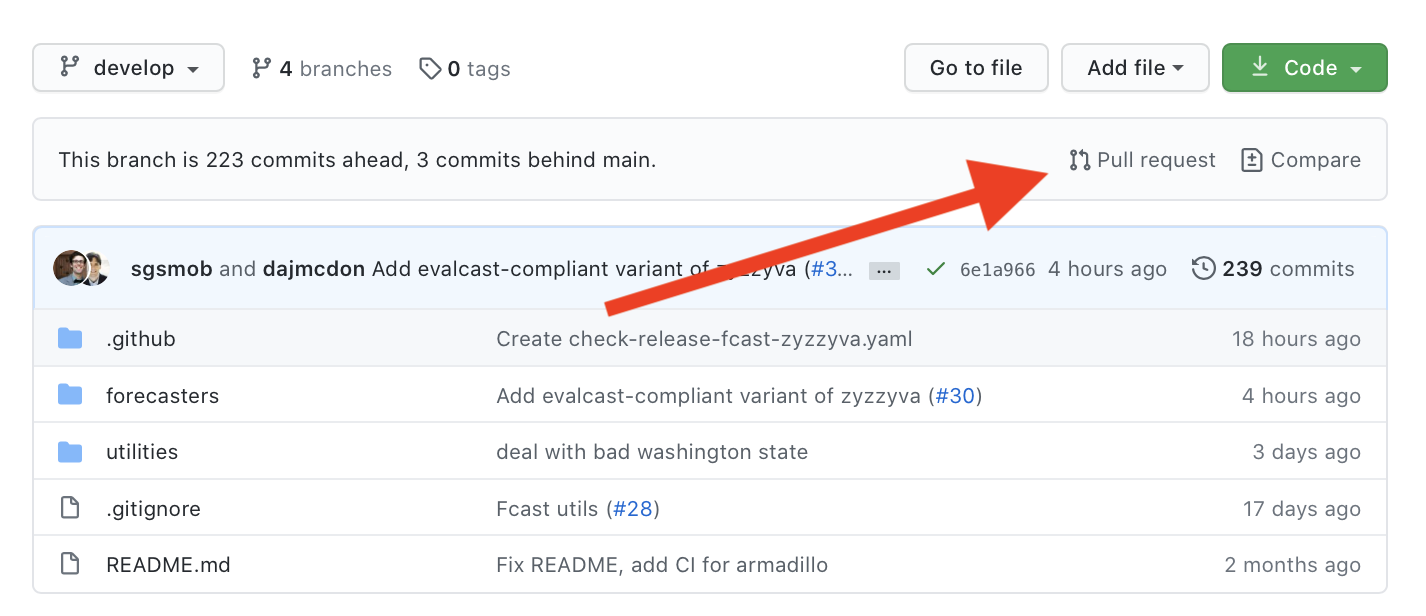 develop 4 branches 0 tags Go to file Add file Code
This branch is 223 commits ahead, 3 commits behind main. Pull request Compare
sgsmob and dajmcdon Add evalcast-compliant variant of zyzzyva (#3... ... 6e1a966 4 hours ago 239 commits
.github Create check-release-fcast-zyzzyva.yaml 18 hours ago
forecasters Add evalcast-compliant variant of zyzzyva (#30) 4 hours ago
utilities deal with bad washington state 3 days ago
.gitignore Fcast utils (#28) 17 days ago
README.md Fix README, add CI for armadillo 2 months ago